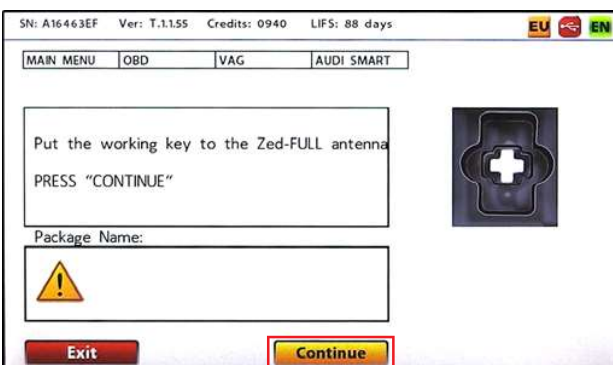 SN: A16463EF Ver: T.1.1.55 Credits: 0940 LIFS: 88 days EU EN
MAIN MENU OBD VAG AUDI SMART
Put the working key to the Zed-FULL antenna
PRESS "CONTINUE"
Package Name:
Exit Continue